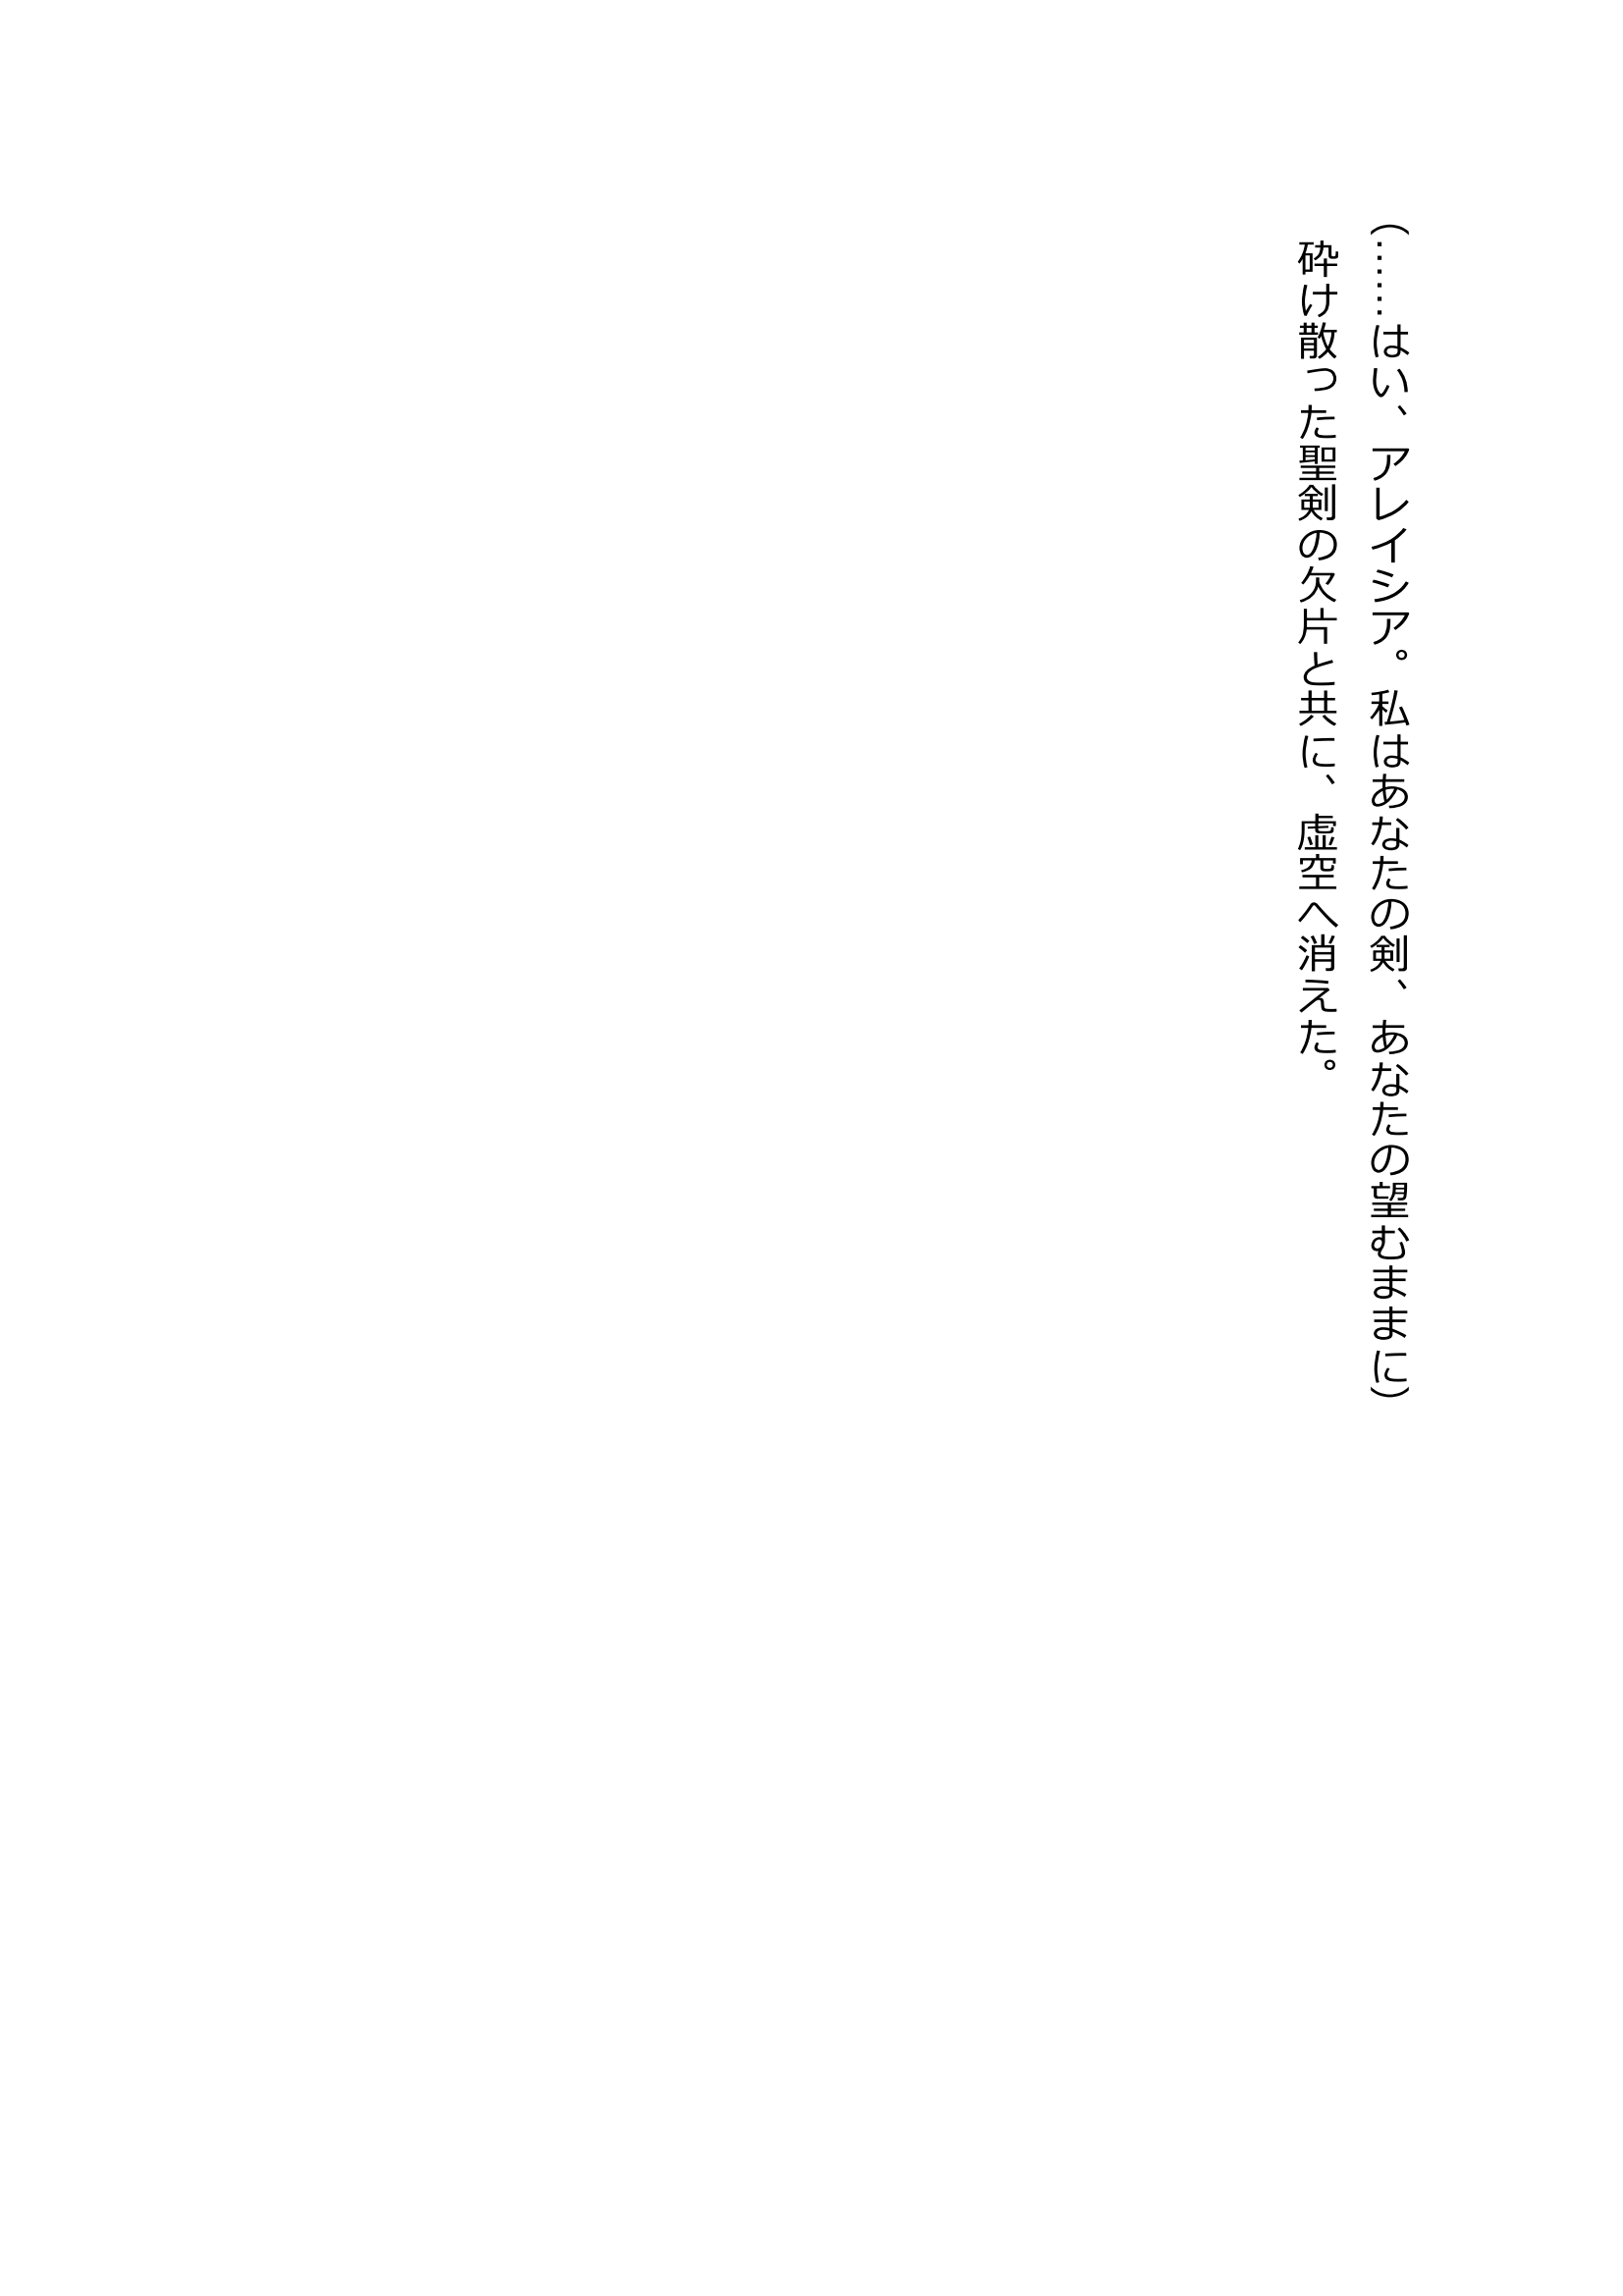 （……はい、アレイシア。私はあなたの剣、あなたの望むままに）
　砕け散った聖剣の欠片と共に、虚空へ消えた。